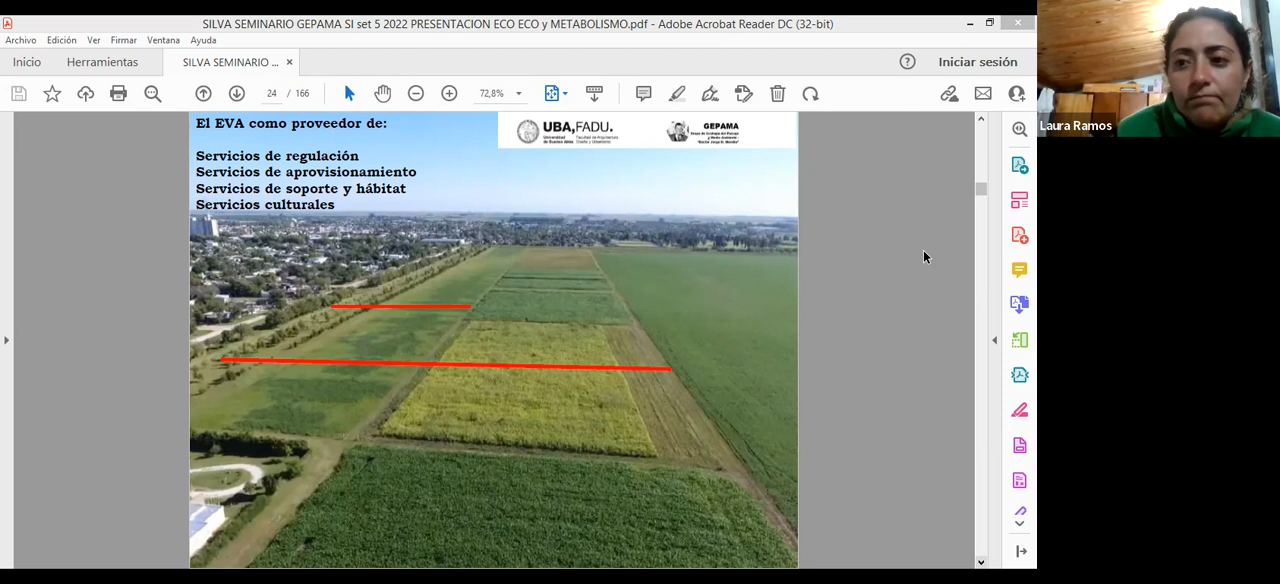 SILVA SEMINARIO GEPAMA SI set 5 2022 PRESENTACION ECO ECO y METABOLISMO.pdf - Adobe Acrobat Reader DC (32-bit)
Archivo Edición Ver Firmar Ventana Ayuda
Inicio Herramientas SILVA SEMINARIO ... × Iniciar sesión
24 / 166 72,8%
El EVA como proveedor de:
UBA, FADU.
GEPAMA
Servicios de regulación
Servicios de aprovisionamiento
Servicios de soporte y hábitat
Servicios culturales
Laura Ramos